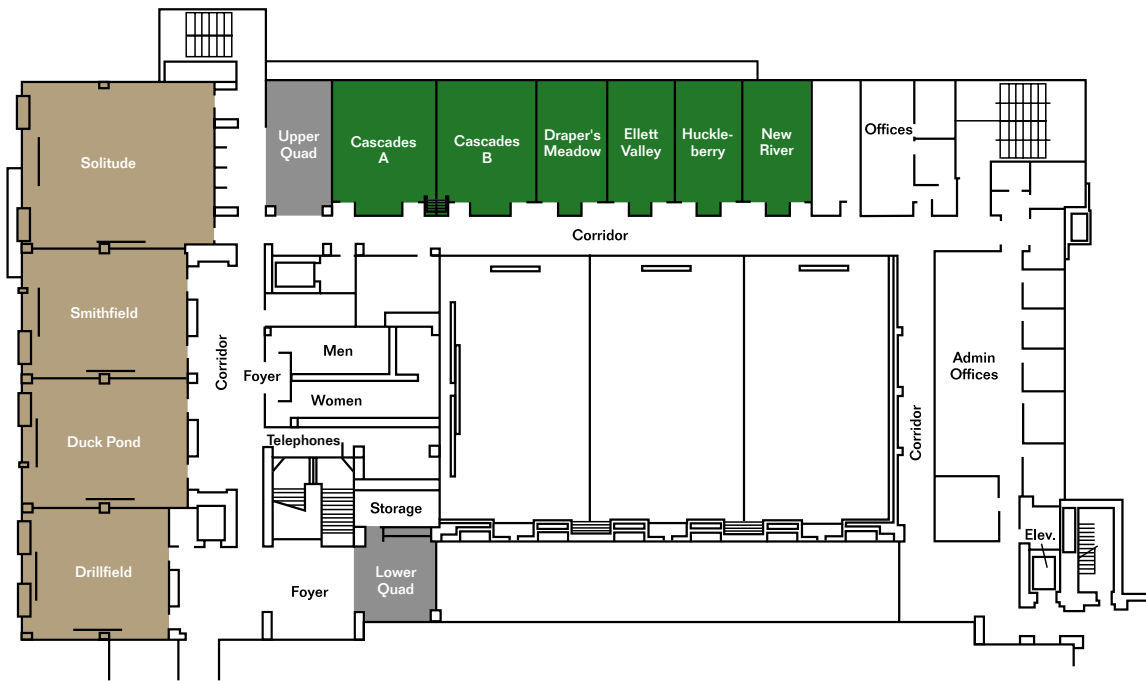 Upper
Quad
Cascades
A
Cascades
B
Draper's
Meadow
Ellett
Valley
Huckle-
berry
New
River
Offices
Solitude
Corridor
Smithfield
Corridor
Men
Foyer
Women
Admin
Offices
Corridor
Duck Pond
Telephones
Storage
Elev.
Drillfield
Foyer
Lower
Quad